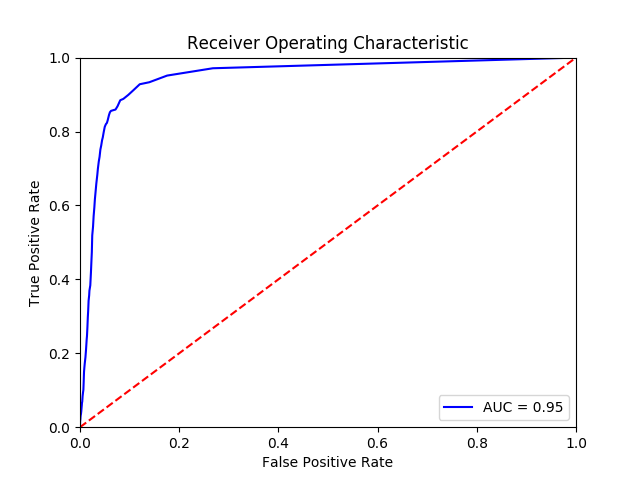 Receiver Operating Characteristic
1.0
0.8
0.6
0.4
0.2
0.0
True Positive Rate
AUC = 0.95
0.0 0.2 0.4 0.6 0.8 1.0
False Positive Rate